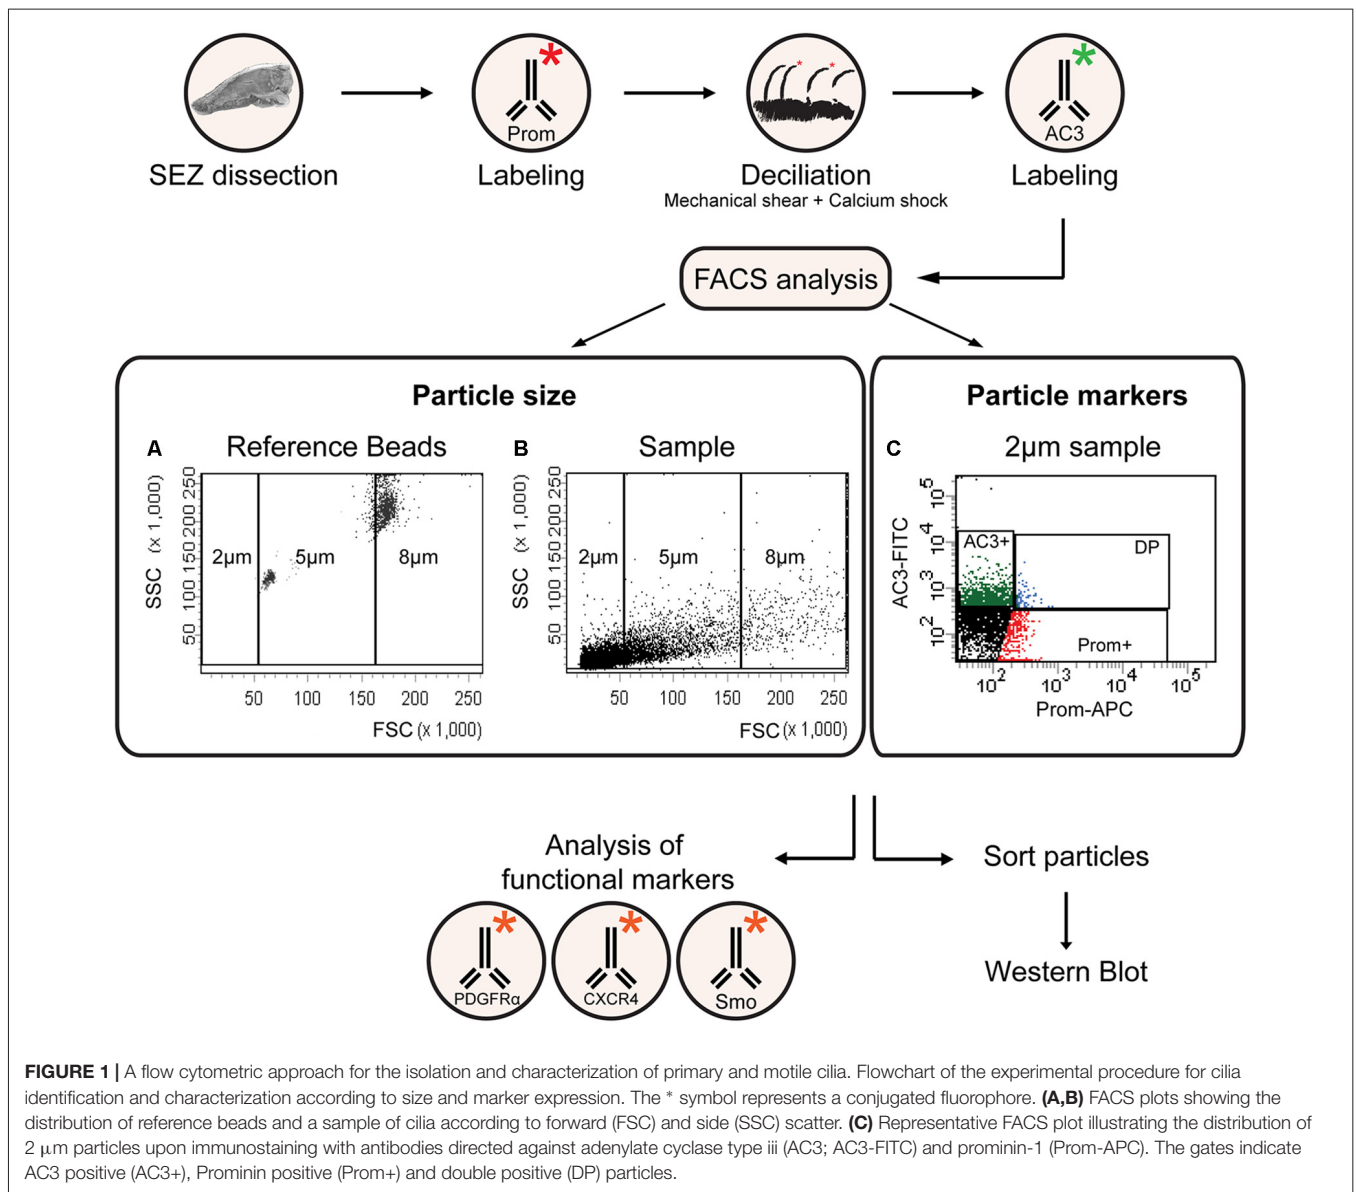 *
*
*
*
Prom
AC3
SEZ dissection
Labeling
Deciliation
Labeling
Mechanical shear + Calcium shock
FACS analysis
Particle size
Particle markers
A
Reference Beads
SSC (x 1,000)
250
200
150
100
50
2μm
5μm
8μm
50 100 150 200 250
FSC (x 1,000)
B
Sample
SSC (x 1,000)
250
200
150
100
50
2μm
5μm
8μm
50 100 150 200 250
FSC (x 1,000)
C
2μm sample
AC3-FITC
10⁵
10⁴
10³
10²
AC3+
DP
Prom+
10² 10³ 10⁴ 10⁵
Prom-APC
Analysis of
functional markers
Sort particles
*
*
*
PDGFRα
CXCR4
Smo
Western Blot
FIGURE 1 | A flow cytometric approach for the isolation and characterization of primary and motile cilia. Flowchart of the experimental procedure for cilia
identification and characterization according to size and marker expression. The * symbol represents a conjugated fluorophore. (A,B) FACS plots showing the
distribution of reference beads and a sample of cilia according to forward (FSC) and side (SSC) scatter. (C) Representative FACS plot illustrating the distribution of
2 μm particles upon immunostaining with antibodies directed against adenylate cyclase type iii (AC3; AC3-FITC) and prominin-1 (Prom-APC). The gates indicate
AC3 positive (AC3+), Prominin positive (Prom+) and double positive (DP) particles.